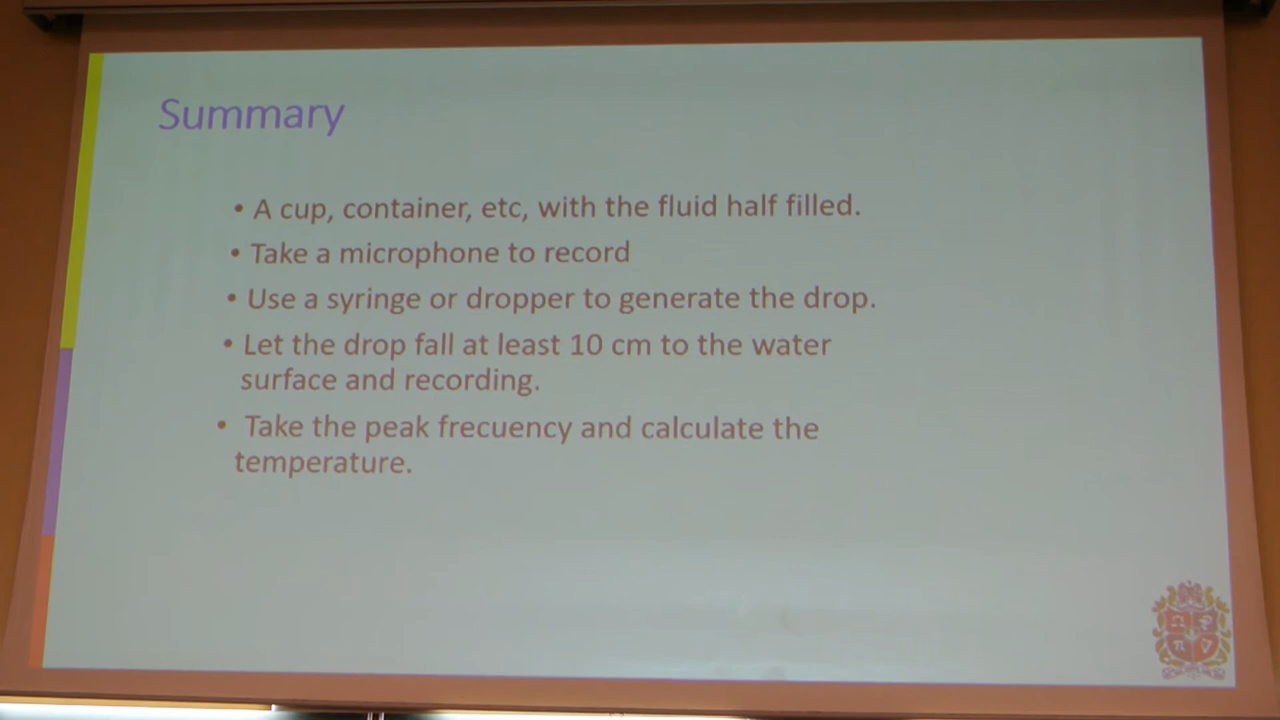 Summary
• A cup, container, etc, with the fluid half filled.
• Take a microphone to record
• Use a syringe or dropper to generate the drop.
• Let the drop fall at least 10 cm to the water
surface and recording.
• Take the peak frecuency and calculate the
temperature.